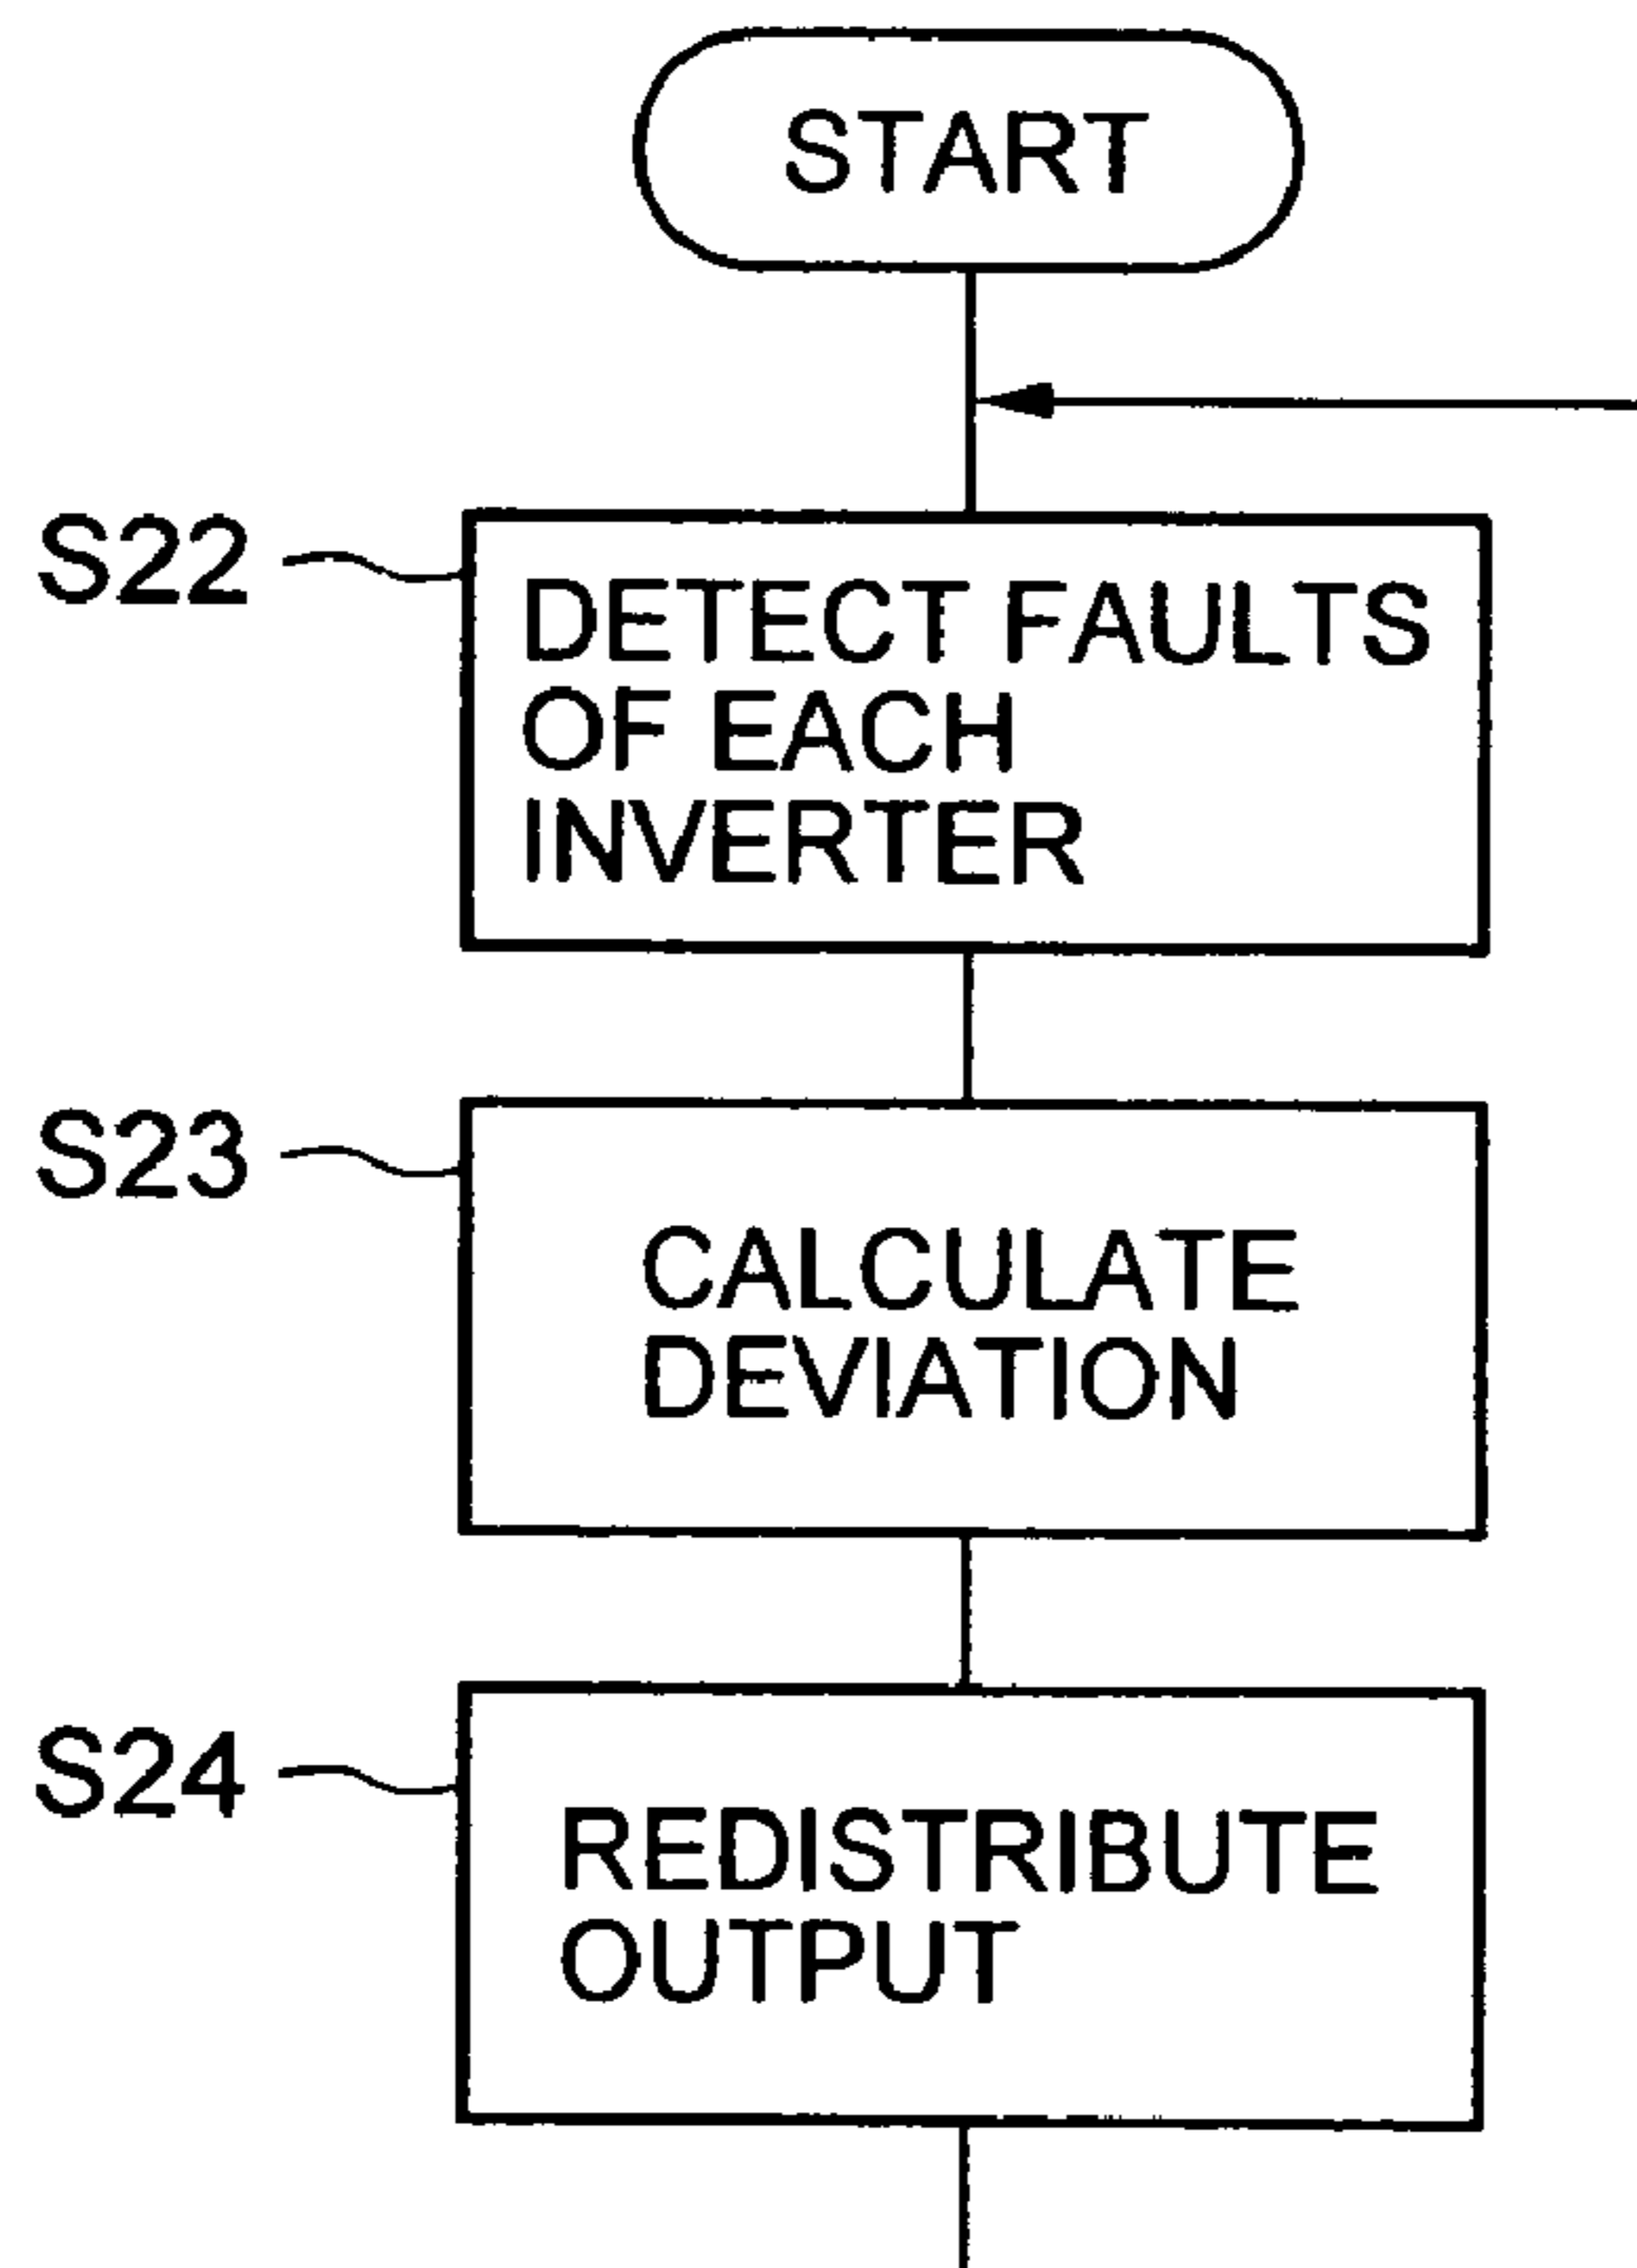 START
S22
DETECT FAULTS
OF EACH
INVERTER
S23
CALCULATE
DEVIATION
S24
REDISTRIBUTE
OUTPUT